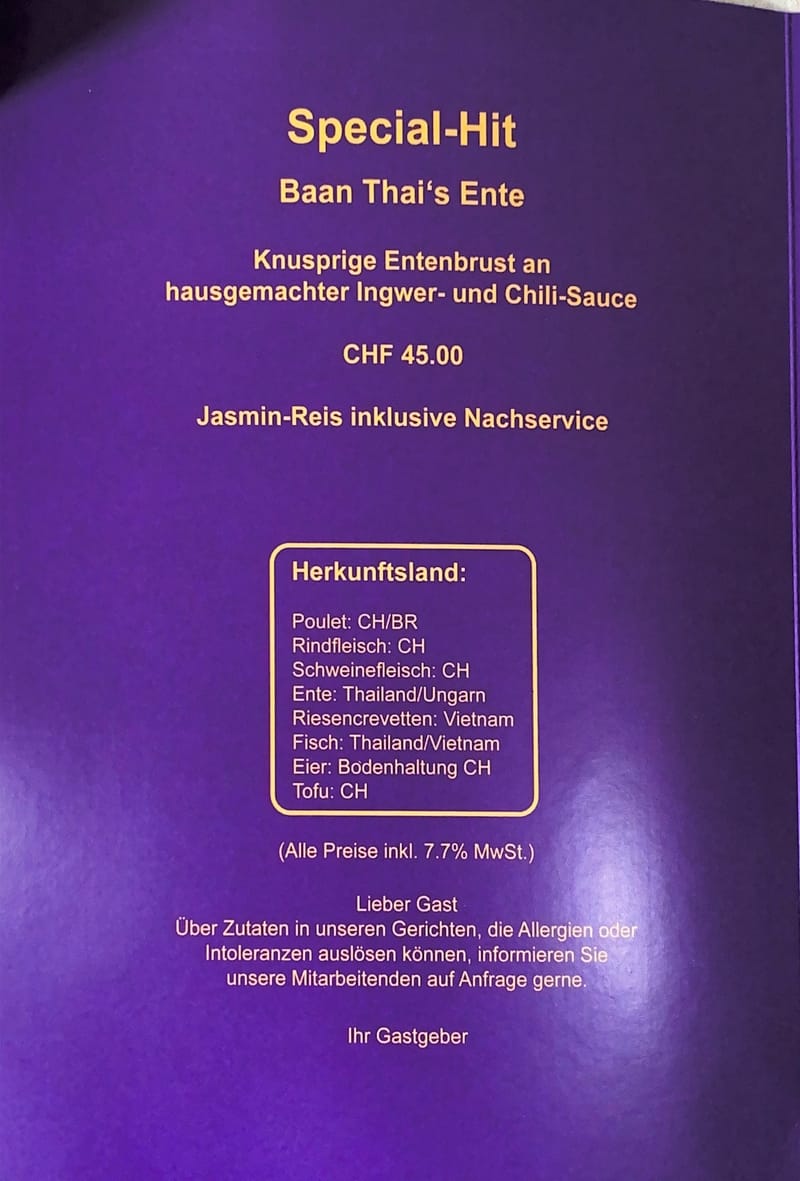 Special-Hit
Baan Thai‘s Ente
Knusprige Entenbrust an
hausgemachter Ingwer- und Chili-Sauce
CHF 45.00
Jasmin-Reis inklusive Nachservice
Herkunftsland:
Poulet: CH/BR
Rindfleisch: CH
Schweinefleisch: CH
Ente: Thailand/Ungarn
Riesencrevetten: Vietnam
Fisch: Thailand/Vietnam
Eier: Bodenhaltung CH
Tofu: CH
(Alle Preise inkl. 7.7% MwSt.)
Lieber Gast
Über Zutaten in unseren Gerichten, die Allergien oder
Intoleranzen auslösen können, informieren Sie
unsere Mitarbeitenden auf Anfrage gerne.
Ihr Gastgeber